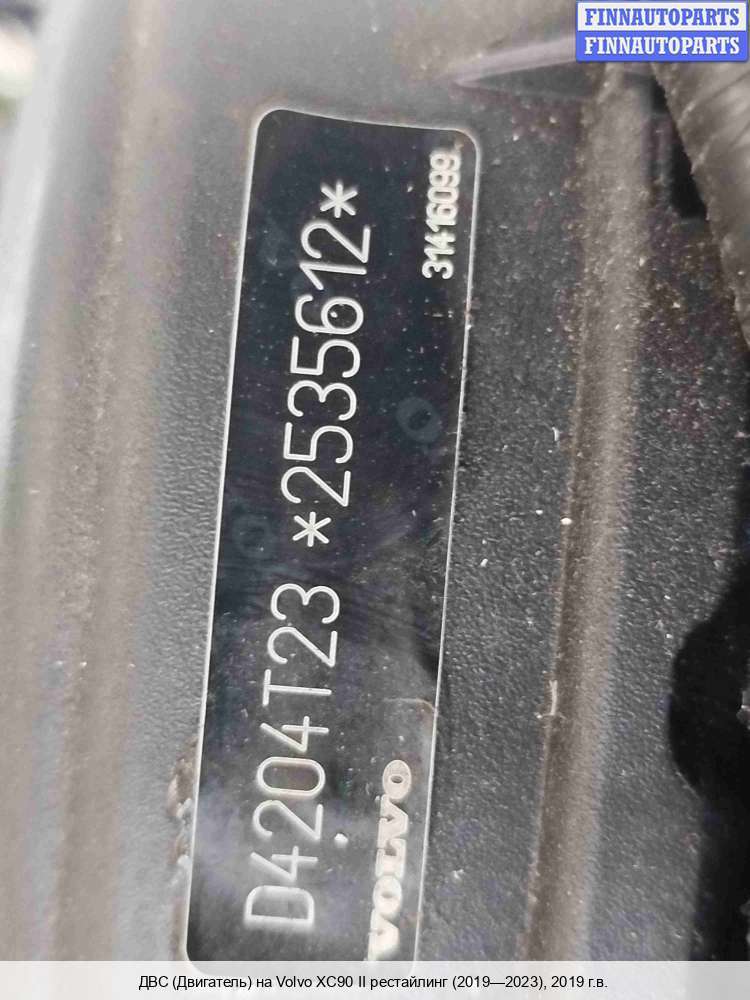 FINNAUTOPARTS
FINNAUTOPARTS
D4204T23 *2535612*
VOLVO
31416099
ДВС (Двигатель) на Volvo XC90 II рестайлинг (2019—2023), 2019 г.в.